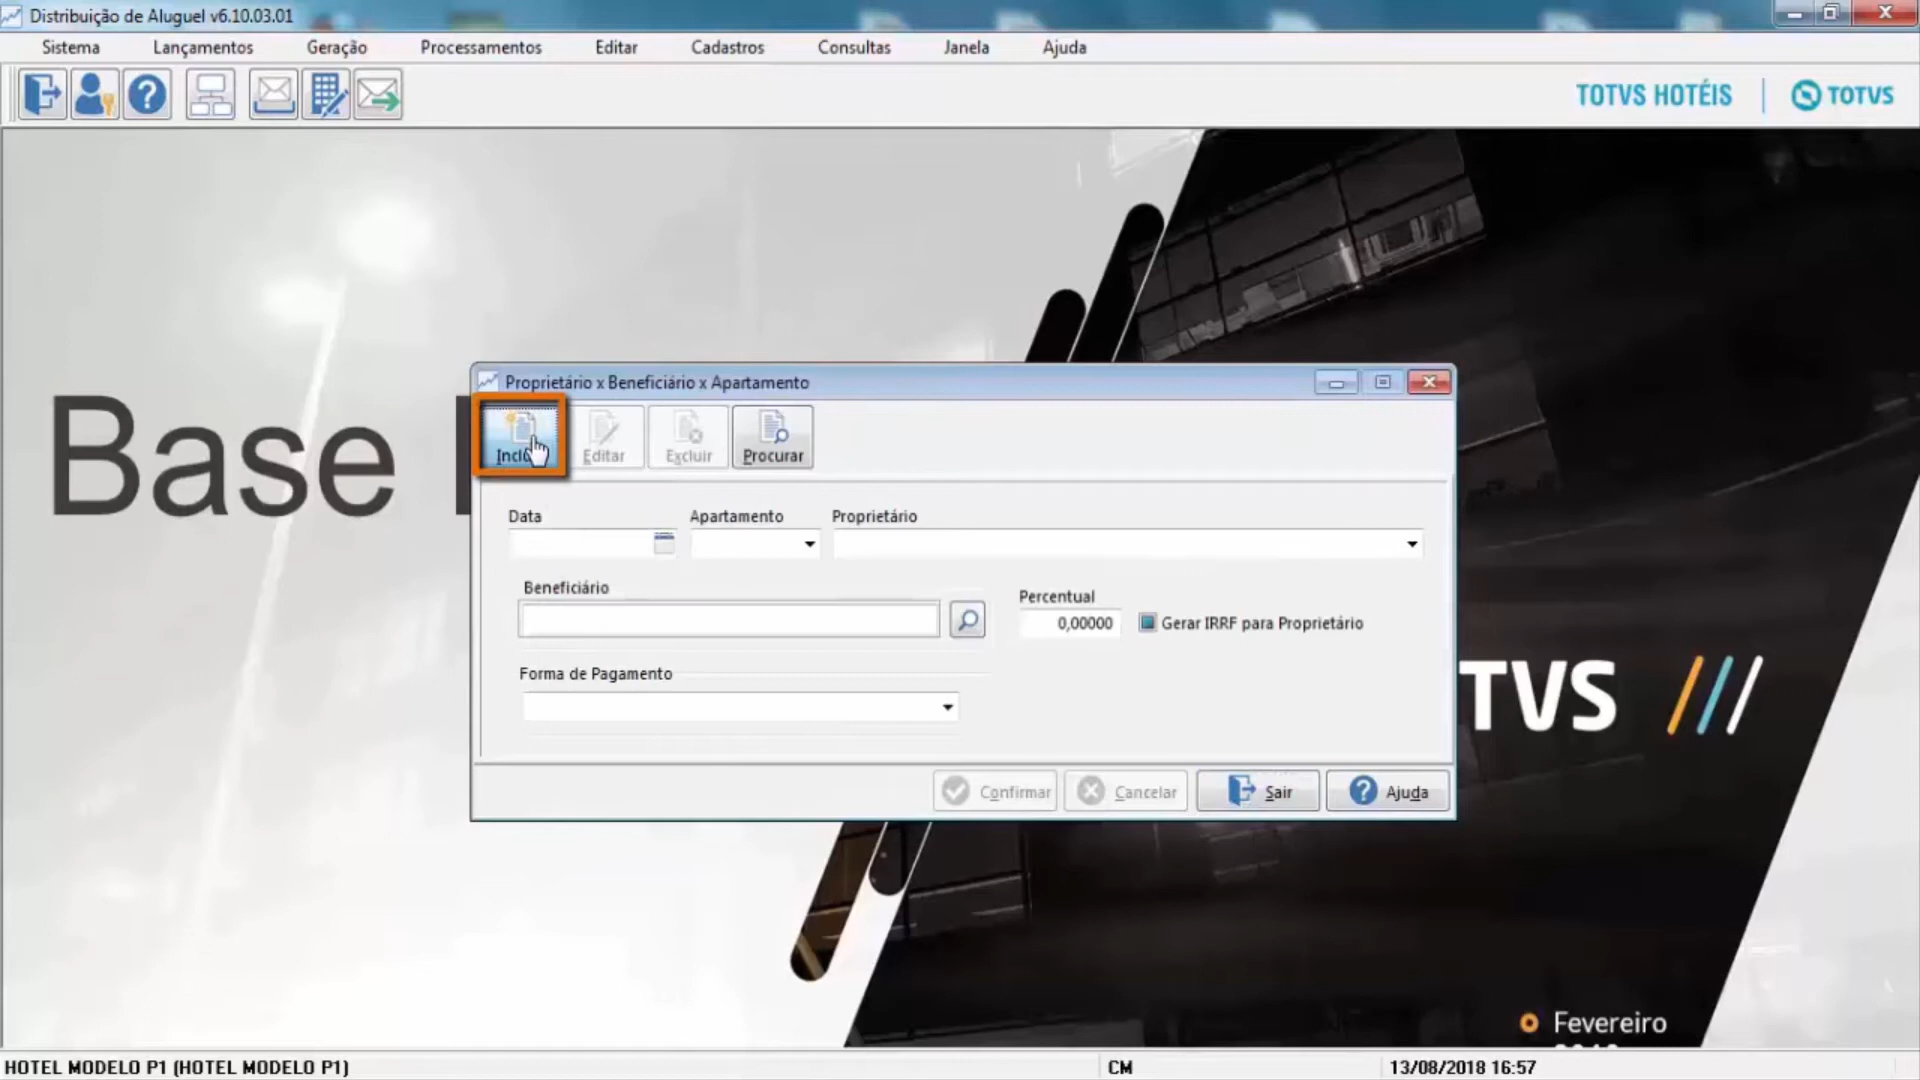 Distribuição de Aluguel v6.10.03.01
Sistema Lançamentos Geração Processamentos Editar Cadastros Consultas Janela Ajuda
TOTVS HOTÉIS TOTVS
Base
Proprietário x Beneficiário x Apartamento
Editar Excluir Procurar
Data Apartamento Proprietário
Beneficiário
Percentual
0,00000 Gerar IRRF para Proprietário
Forma de Pagamento
TVS
Confirmar Cancelar Sair Ajuda
Fevereiro
HOTEL MODELO P1 (HOTEL MODELO P1) CM 13/08/2018 16:57